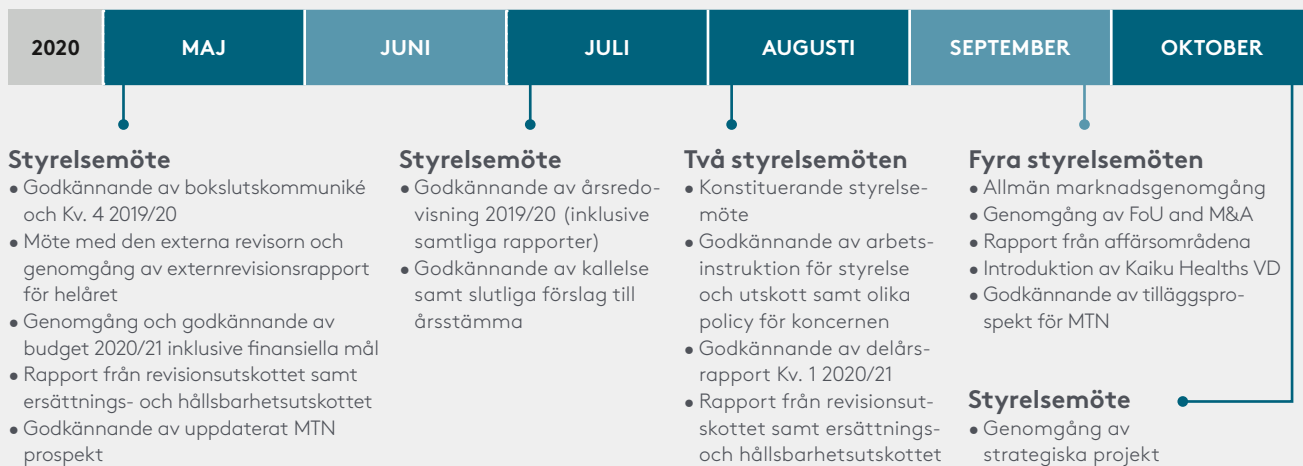 2020
MAJ
JUNI
JULI
AUGUSTI
SEPTEMBER
OKTOBER
Styrelsemöte
• Godkännande av bokslutskommuniké
och Kv. 4 2019/20
• Möte med den externa revisorn och
genomgång av externrevisionsrapport
för helåret
• Genomgång och godkännande av
budget 2020/21 inklusive finansiella mål
• Rapport från revisionsutskottet samt
ersättnings- och hållsbarhetsutskottet
• Godkännande av uppdaterat MTN
prospekt
Styrelsemöte
• Godkännande av årsredo-
visning 2019/20 (inklusive
samtliga rapporter)
• Godkännande av kallelse
samt slutliga förslag till
årsstämma
Två styrelsemöten
• Konstituerande styrelse-
möte
• Godkännande av arbets-
instruktion för styrelse
och utskott samt olika
policy för koncernen
• Godkännande av delårs-
rapport Kv. 1 2020/21
• Rapport från revisionsut-
skottet samt ersättnings-
och hållsbarhetsutskottet
Fyra styrelsemöten
• Allmän marknadsgenomgång
• Genomgång av FoU and M&A
• Rapport från affärsområdena
• Introduktion av Kaiku Healths VD
• Godkännande av tilläggspro-
spekt för MTN
Styrelsemöte
• Genomgång av
strategiska projekt